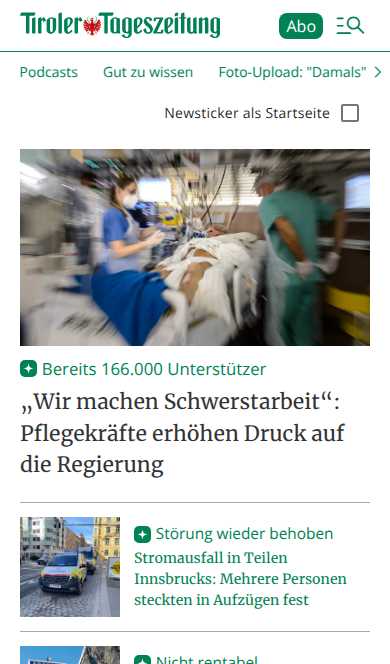 Tiroler Tageszeitung
Abo
Podcasts Gut zu wissen Foto-Upload: "Damals"
Newsticker als Startseite
Bereits 166.000 Unterstützer
„Wir machen Schwerstarbeit“:
Pflegekräfte erhöhen Druck auf
die Regierung
Störung wieder behoben
Stromausfall in Teilen
Innsbrucks: Mehrere Personen
steckten in Aufzügen fest
Nicht rentabel